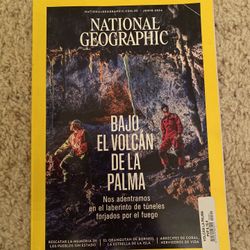 NATIONALGEOGRAPHIC.COM.ES | JUNIO 2024
NATIONAL
GEOGRAPHIC
BAJO
EL VOLCÁN
DE LA
PALMA
Nos adentramos
en el laberinto de túneles
forjados por el fuego
RESCATAR LA MEMORIA DE
LOS PUEBLOS SIN ESTADO
EL ORANGUTÁN DE BORNEO,
LA ESTRELLA DE LA ISLA
ARRECIFES DE CORAL,
HERVIDEROS DE VIDA